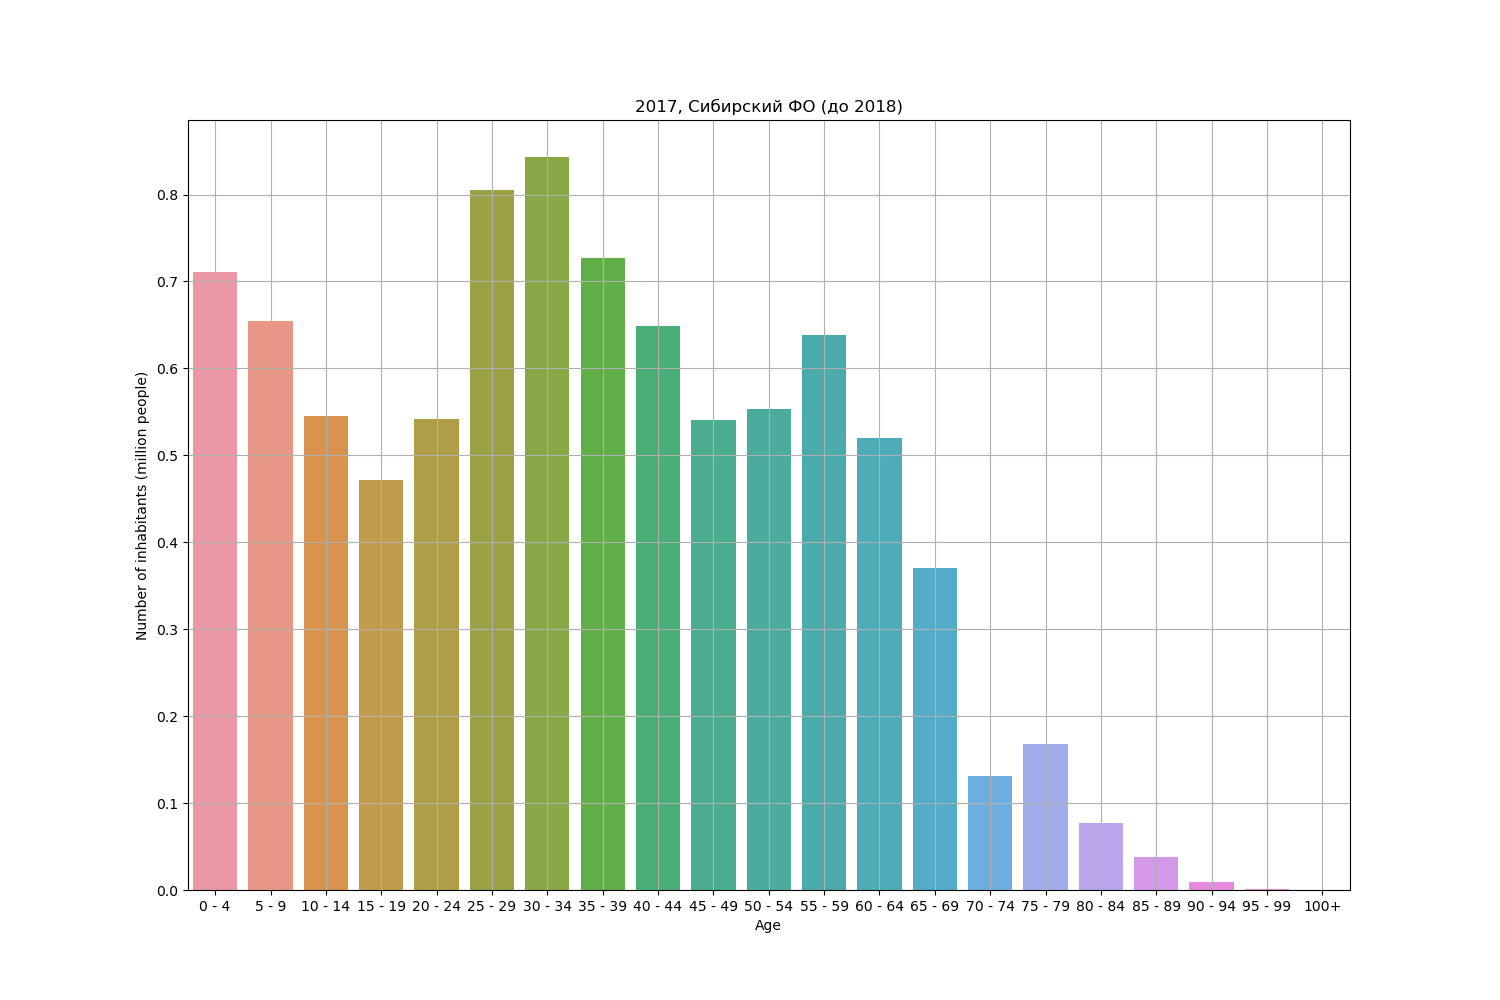 2017, Сибирский ФО (до 2018)
Number of inhabitants (million people)
0.8
0.7
0.6
0.5
0.4
0.3
0.2
0.1
0.0
0 - 4 5 - 9 10 - 14 15 - 19 20 - 24 25 - 29 30 - 34 35 - 39 40 - 44 45 - 49 50 - 54 55 - 59 60 - 64 65 - 69 70 - 74 75 - 79 80 - 84 85 - 89 90 - 94 95 - 99 100+
Age